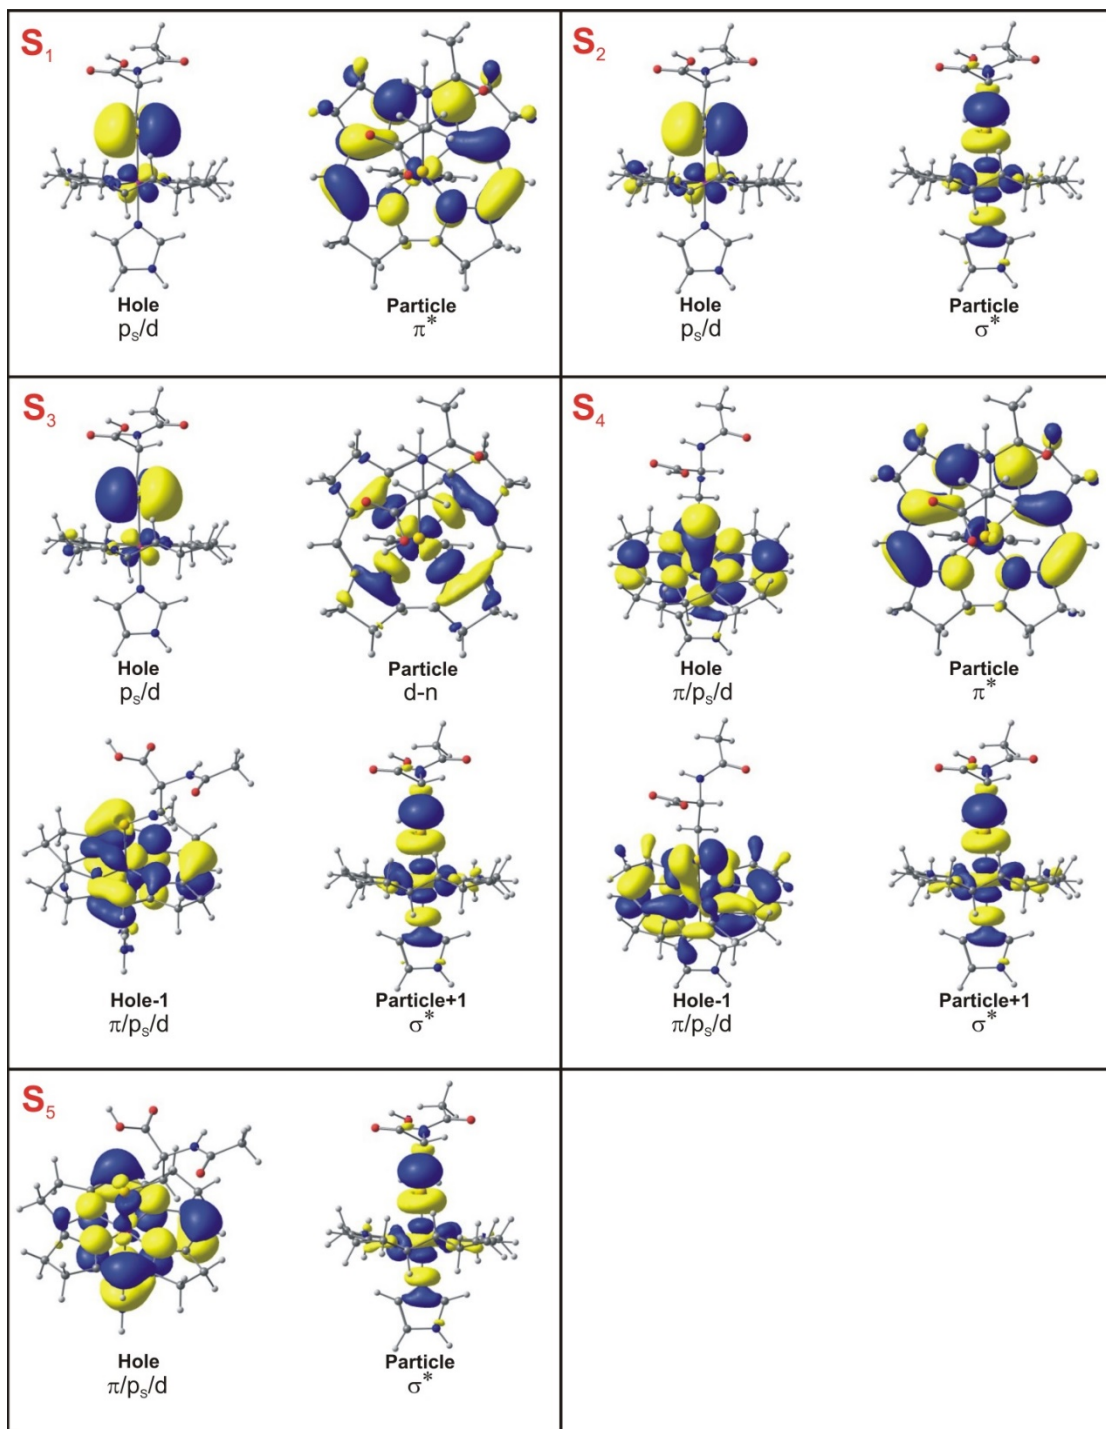 S₁
Hole Particle
pₛ/d π*
S₂
Hole Particle
pₛ/d σ*
S₃
Hole Particle
pₛ/d d-n
Hole-1 Particle+1
π/pₛ/d σ*
S₄
Hole Particle
π/pₛ/d π*
Hole-1 Particle+1
π/pₛ/d σ*
S₅
Hole Particle
π/pₛ/d σ*